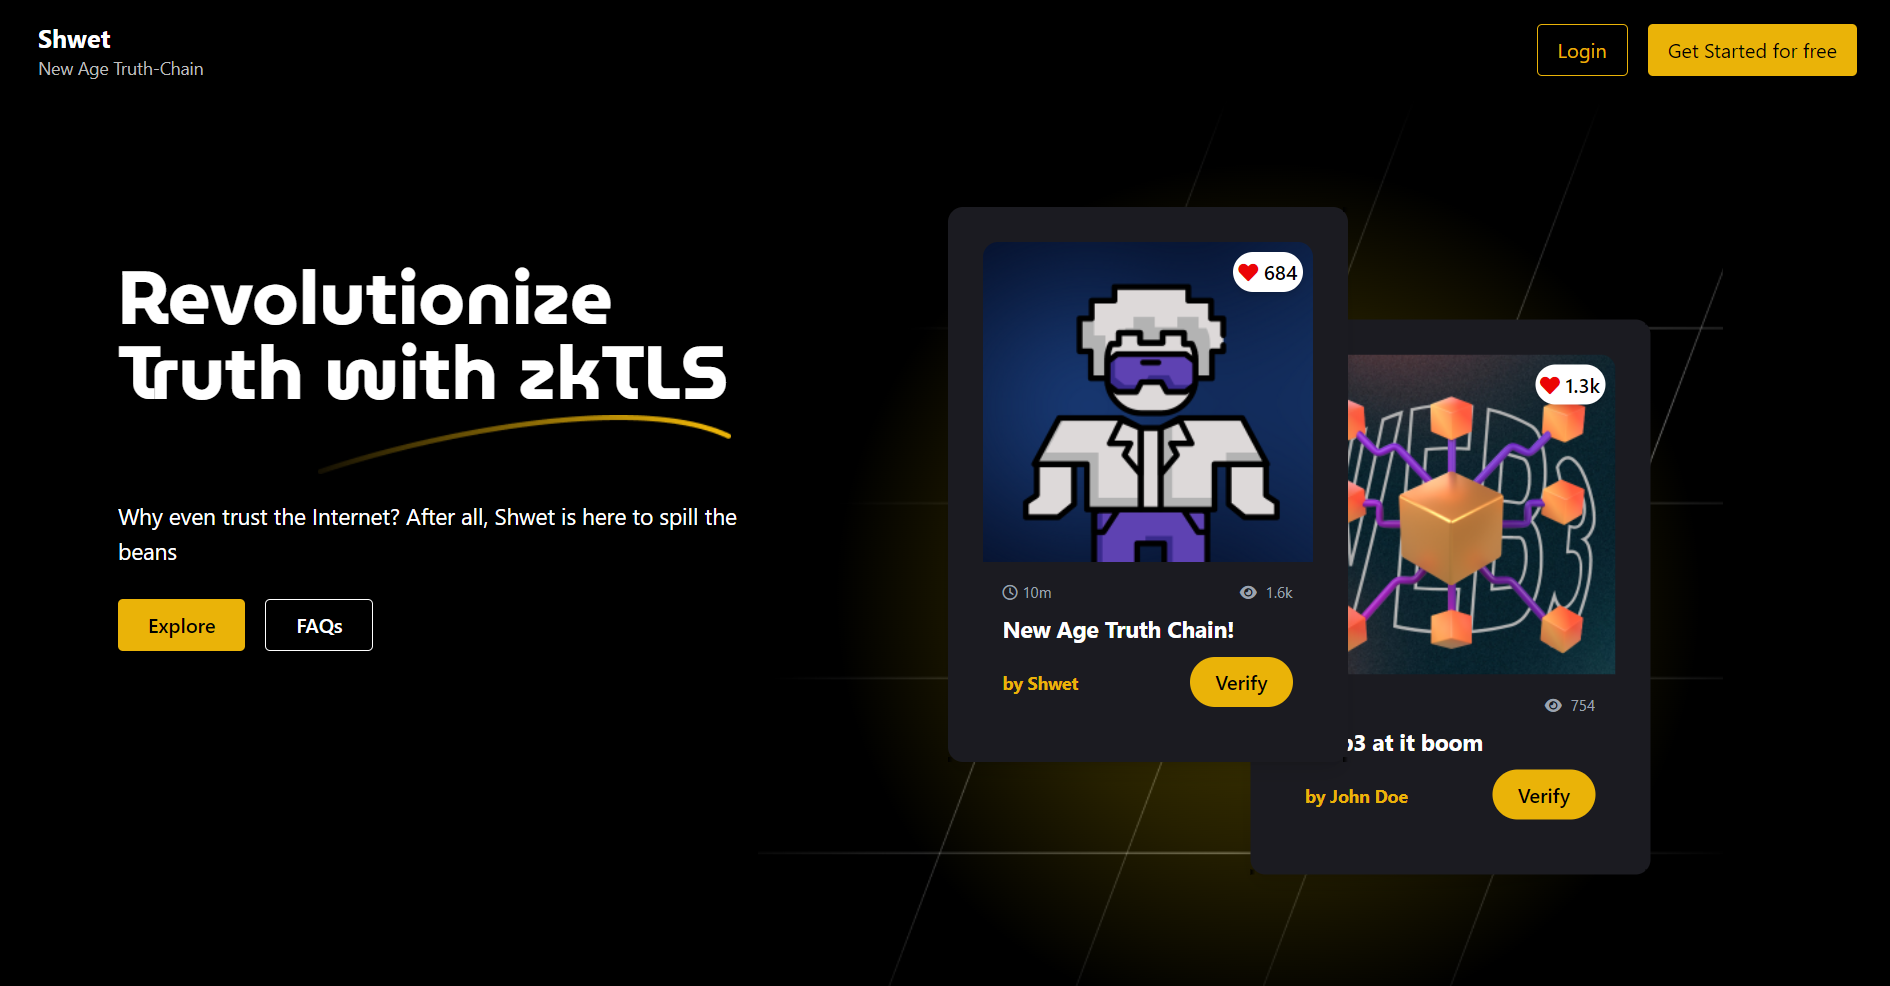 Shwet
New Age Truth-Chain
Login
Get Started for free
Revolutionize
Truth with zkTLS
Why even trust the Internet? After all, Shwet is here to spill the
beans
Explore
FAQs
684
10m
1.6k
New Age Truth Chain!
by Shwet
Verify
1.3k
WEB3
754
b3 at it boom
by John Doe
Verify